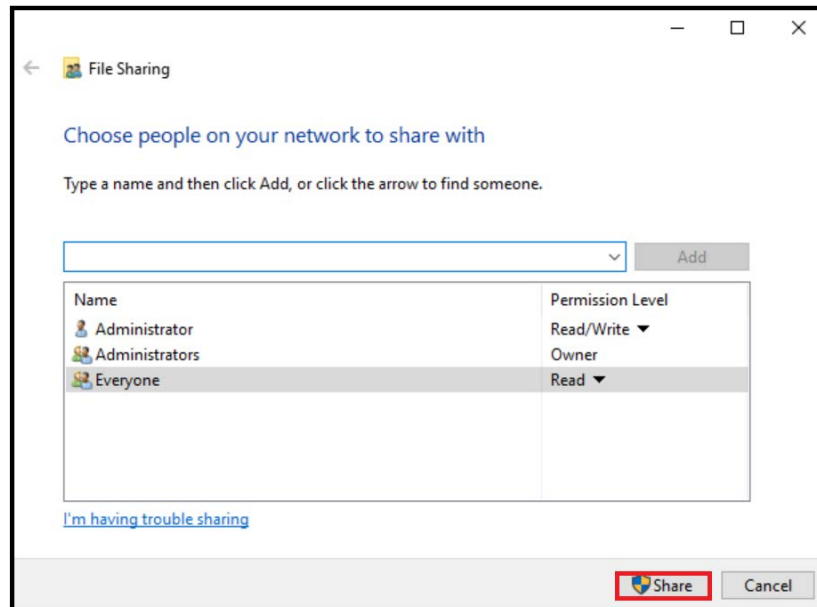 File Sharing
Choose people on your network to share with
Type a name and then click Add, or click the arrow to find someone.
Add
Name Permission Level
Administrator Read/Write
Administrators Owner
Everyone Read
I'm having trouble sharing
Share Cancel